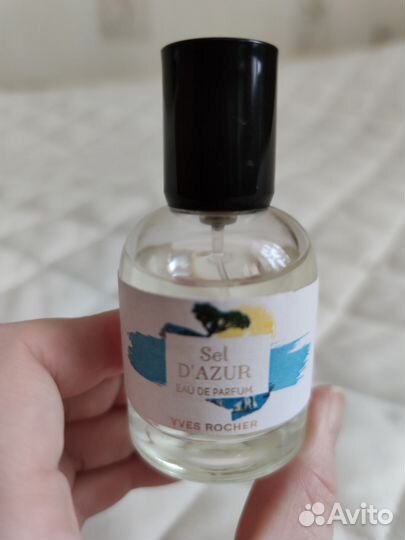 Sel
D'AZUR
EAU DE PARFUM
YVES ROCHER
Avito